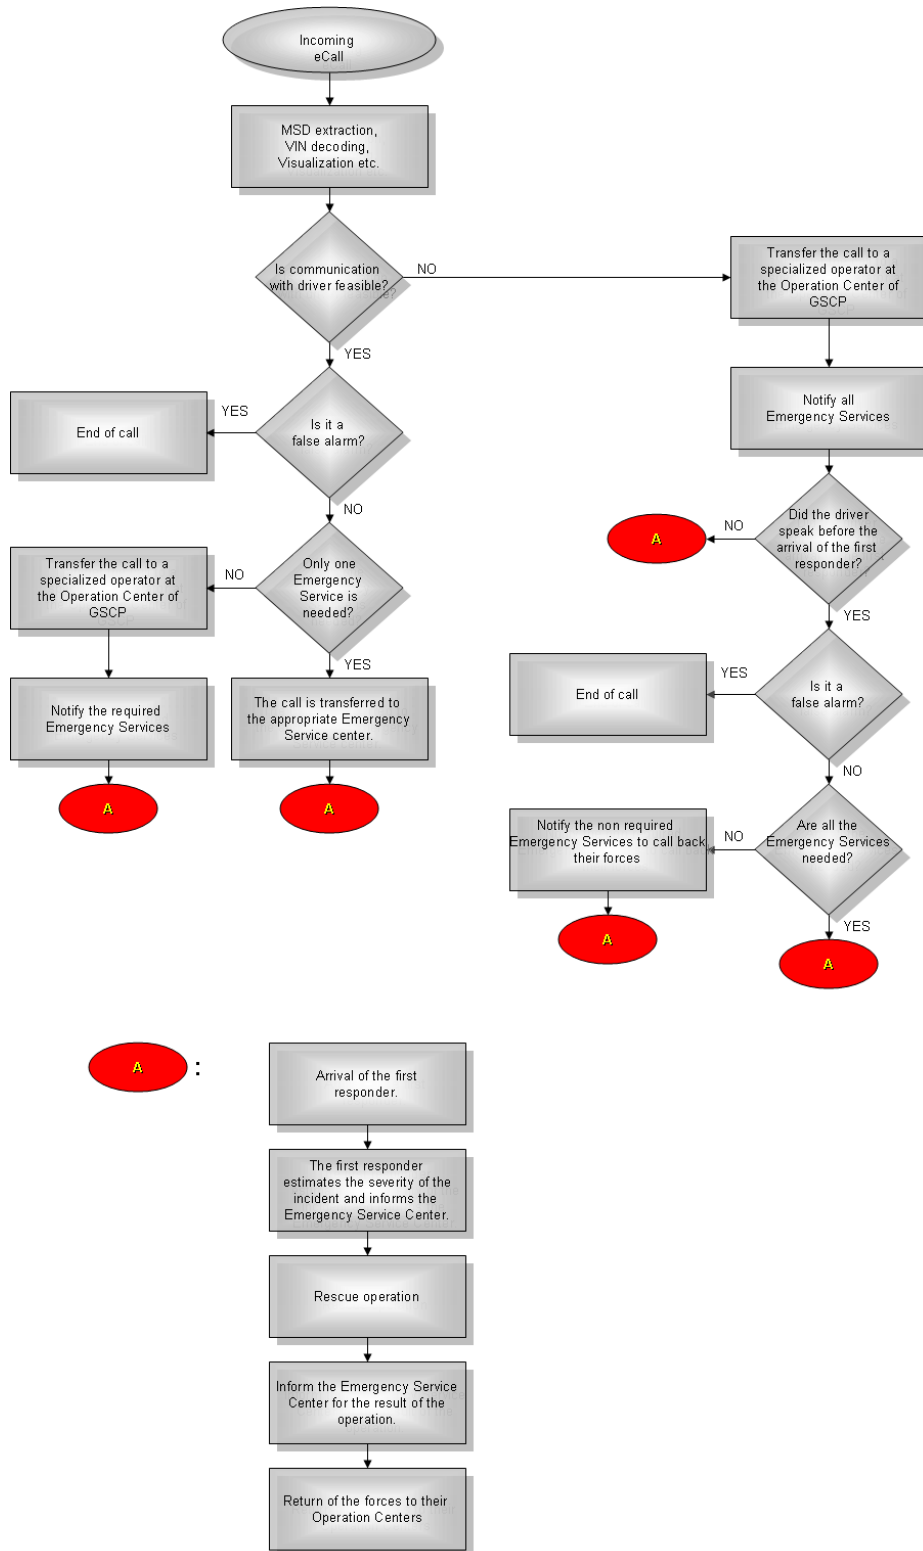 Incoming
eCall
MSD extraction,
VIN decoding,
Visualization etc.
Is communication
with driver feasible?
NO
Transfer the call to a
specialized operator at
the Operation Center of
GSCP
YES
Notify all
Emergency Services
Is it a
false alarm?
YES
End of call
NO
Did the driver
speak before the
arrival of the first
responder?
NO
A
YES
Only one
Emergency
Service is
needed?
NO
Transfer the call to a
specialized operator at
the Operation Center of
GSCP
YES
Notify the required
Emergency Services
The call is transferred to
the appropriate Emergency
Service center.
A
A
Is it a
false alarm?
YES
End of call
NO
Are all the
Emergency Services
needed?
NO
Notify the non required
Emergency Services to call back
their forces
YES
A
A
A
:
Arrival of the first
responder.
The first responder
estimates the severity of the
incident and informs the
Emergency Service Center.
Rescue operation
Inform the Emergency Service
Center for the result of the
operation.
Return of the forces to their
Operation Centers